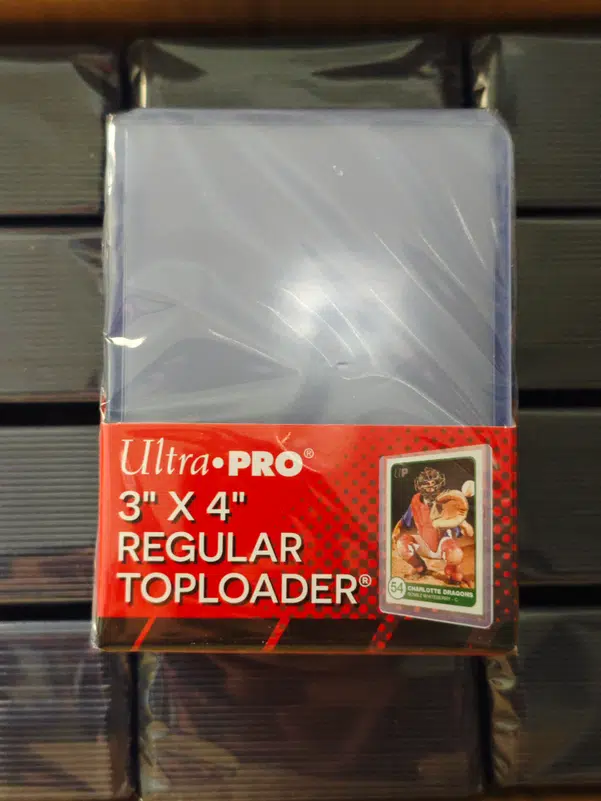 Ultra•PRO®
3" X 4"
REGULAR
TOPLOADER®
UP
54
CHARLOTTE DRAGONS